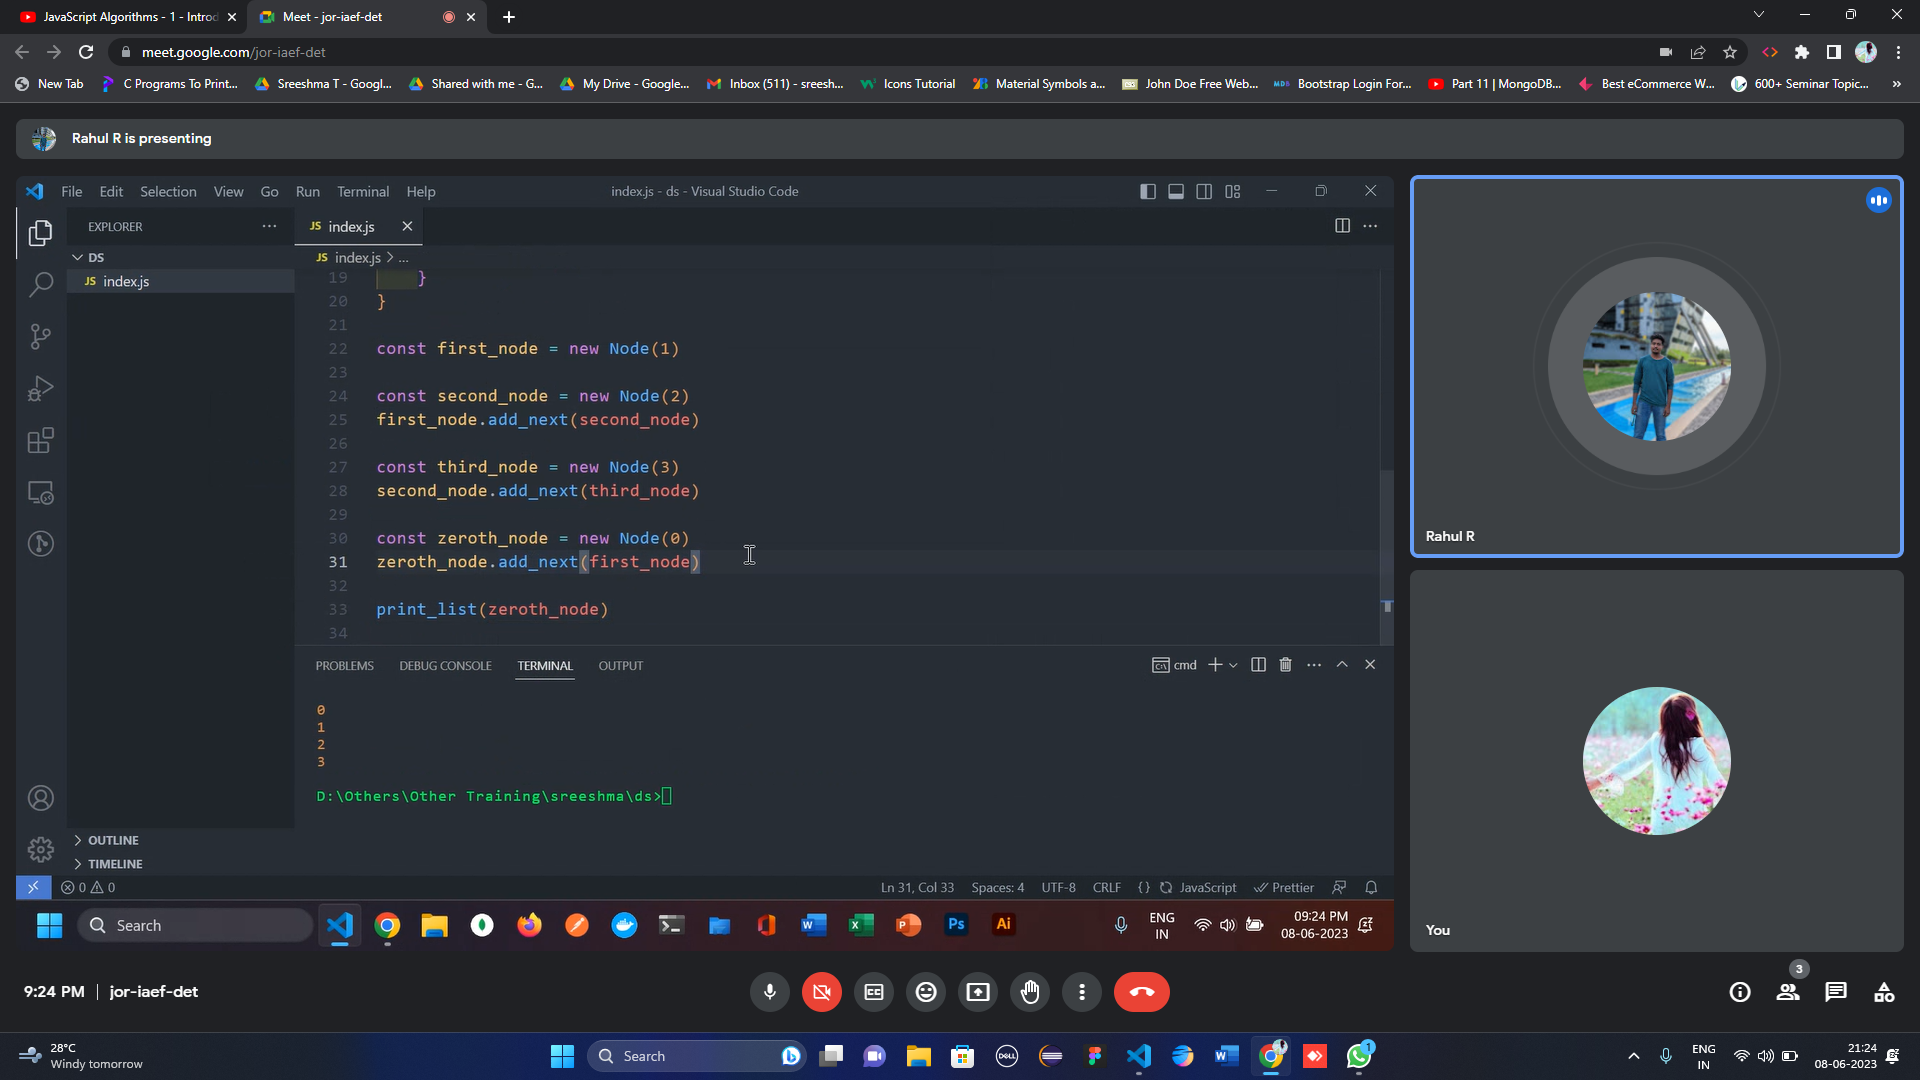 JavaScript Algorithms - 1 - Introd
Meet - jor-iaef-det
meet.google.com/jor-iaef-det
New Tab
C Programs To Print...
Sreeshma T - Googl...
Shared with me - G...
My Drive - Google...
Inbox (511) - sreesh...
Icons Tutorial
Material Symbols a...
John Doe Free Web...
Bootstrap Login For...
Part 11 | MongoDB...
Best eCommerce W...
600+ Seminar Topic...
Rahul R is presenting
File Edit Selection View Go Run Terminal Help
index.js - ds - Visual Studio Code
EXPLORER
JS index.js
DS
JS index.js
JS index.js > ...
19 }
20 }
21
22 const first_node = new Node(1)
23
24 const second_node = new Node(2)
25 first_node.add_next(second_node)
26
27 const third_node = new Node(3)
28 second_node.add_next(third_node)
29
30 const zeroth_node = new Node(0)
31 zeroth_node.add_next(first_node)
32
33 print_list(zeroth_node)
34
PROBLEMS DEBUG CONSOLE TERMINAL OUTPUT
cmd
0
1
2
3
D:\Others\Other Training\sreeshma\ds>
OUTLINE
TIMELINE
0 0
Ln 31, Col 33 Spaces: 4 UTF-8 CRLF {} JavaScript Prettier
Search
W X P Ps Ai
ENG
IN
09:24 PM
08-06-2023
Rahul R
You
9:24 PM | jor-iaef-det
3
28°C
Windy tomorrow
Search
DELL
W
1
ENG
IN
21:24
08-06-2023